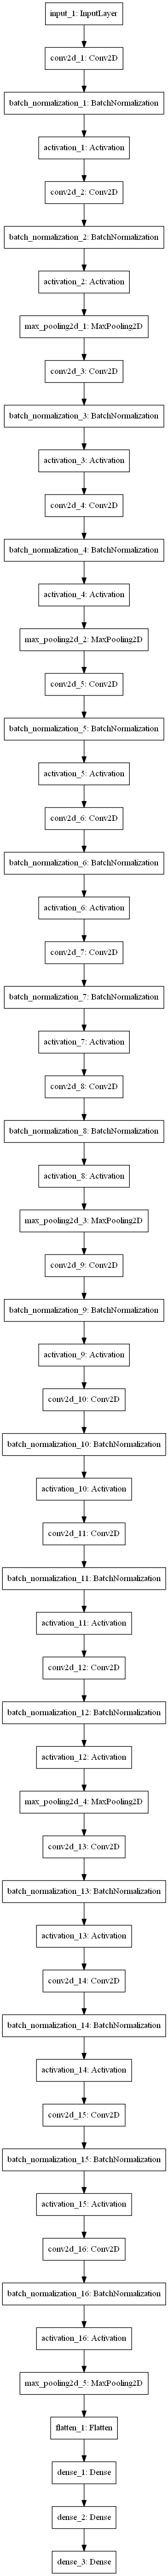 input_1: InputLayer
conv2d_1: Conv2D
batch_normalization_1: BatchNormalization
activation_1: Activation
conv2d_2: Conv2D
batch_normalization_2: BatchNormalization
activation_2: Activation
max_pooling2d_1: MaxPooling2D
conv2d_3: Conv2D
batch_normalization_3: BatchNormalization
activation_3: Activation
conv2d_4: Conv2D
batch_normalization_4: BatchNormalization
activation_4: Activation
max_pooling2d_2: MaxPooling2D
conv2d_5: Conv2D
batch_normalization_5: BatchNormalization
activation_5: Activation
conv2d_6: Conv2D
batch_normalization_6: BatchNormalization
activation_6: Activation
conv2d_7: Conv2D
batch_normalization_7: BatchNormalization
activation_7: Activation
conv2d_8: Conv2D
batch_normalization_8: BatchNormalization
activation_8: Activation
max_pooling2d_3: MaxPooling2D
conv2d_9: Conv2D
batch_normalization_9: BatchNormalization
activation_9: Activation
conv2d_10: Conv2D
batch_normalization_10: BatchNormalization
activation_10: Activation
conv2d_11: Conv2D
batch_normalization_11: BatchNormalization
activation_11: Activation
conv2d_12: Conv2D
batch_normalization_12: BatchNormalization
activation_12: Activation
max_pooling2d_4: MaxPooling2D
conv2d_13: Conv2D
batch_normalization_13: BatchNormalization
activation_13: Activation
conv2d_14: Conv2D
batch_normalization_14: BatchNormalization
activation_14: Activation
conv2d_15: Conv2D
batch_normalization_15: BatchNormalization
activation_15: Activation
conv2d_16: Conv2D
batch_normalization_16: BatchNormalization
activation_16: Activation
max_pooling2d_5: MaxPooling2D
flatten_1: Flatten
dense_1: Dense
dense_2: Dense
dense_3: Dense